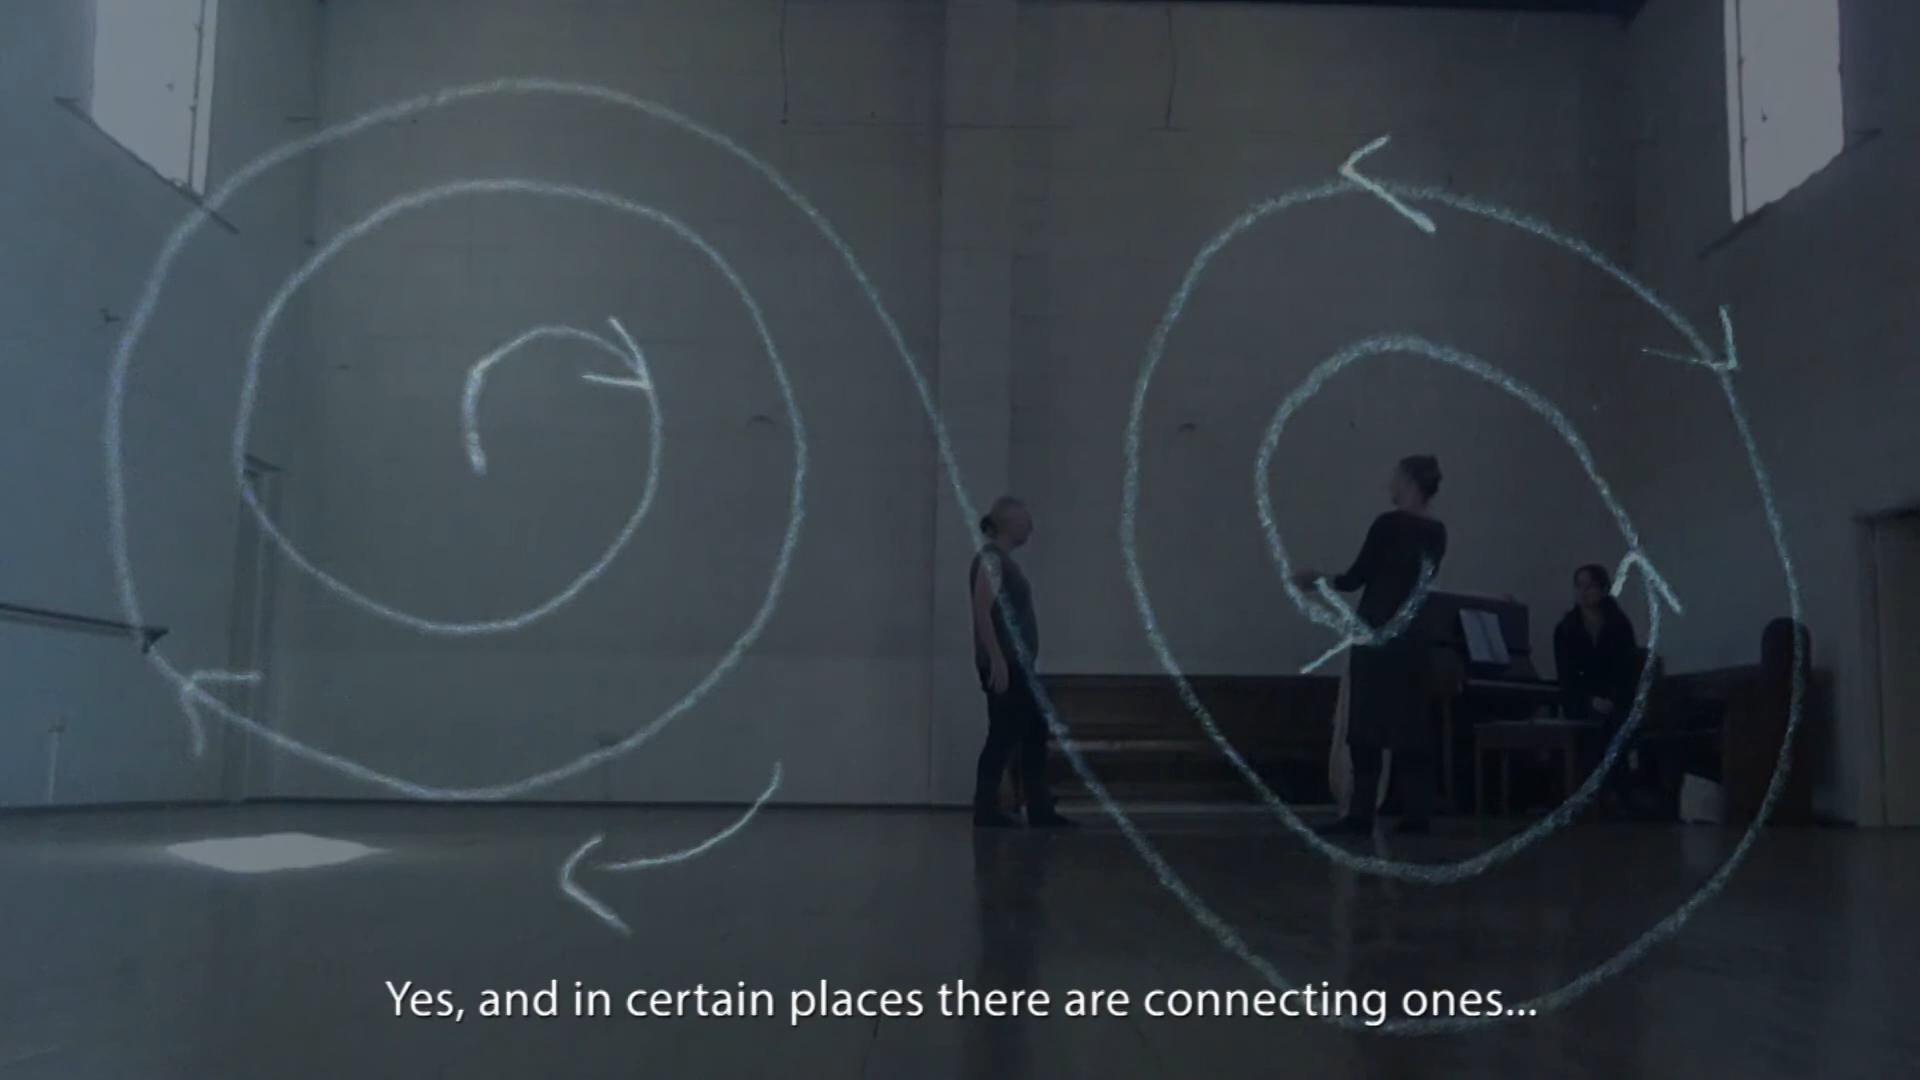 Yes, and in certain places there are connecting ones...